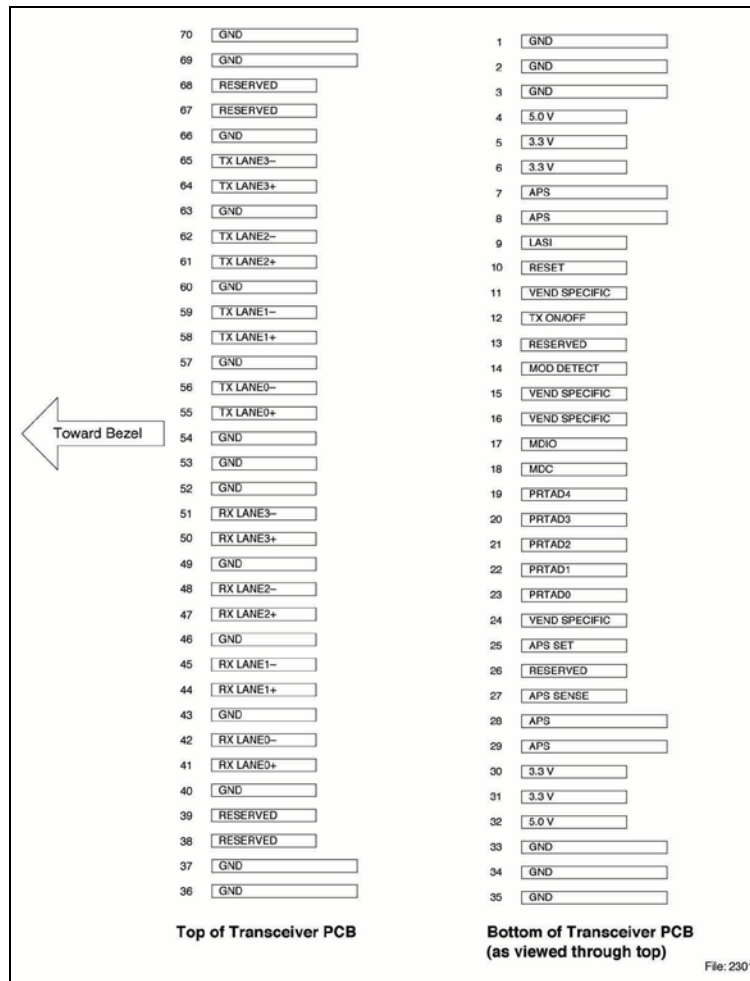 70 GND
69 GND
68 RESERVED
67 RESERVED
66 GND
65 TX LANE3–
64 TX LANE3+
63 GND
62 TX LANE2–
61 TX LANE2+
60 GND
59 TX LANE1–
58 TX LANE1+
57 GND
56 TX LANE0–
55 TX LANE0+
54 GND
53 GND
52 GND
51 RX LANE3–
50 RX LANE3+
49 GND
48 RX LANE2–
47 RX LANE2+
46 GND
45 RX LANE1–
44 RX LANE1+
43 GND
42 RX LANE0–
41 RX LANE0+
40 GND
39 RESERVED
38 RESERVED
37 GND
36 GND
Toward Bezel
Top of Transceiver PCB
1 GND
2 GND
3 GND
4 5.0 V
5 3.3 V
6 3.3 V
7 APS
8 APS
9 LASI
10 RESET
11 VEND SPECIFIC
12 TX ON/OFF
13 RESERVED
14 MOD DETECT
15 VEND SPECIFIC
16 VEND SPECIFIC
17 MDIO
18 MDC
19 PRTAD4
20 PRTAD3
21 PRTAD2
22 PRTAD1
23 PRTAD0
24 VEND SPECIFIC
25 APS SET
26 RESERVED
27 APS SENSE
28 APS
29 APS
30 3.3 V
31 3.3 V
32 5.0 V
33 GND
34 GND
35 GND
Bottom of Transceiver PCB
(as viewed through top)
File: 2301